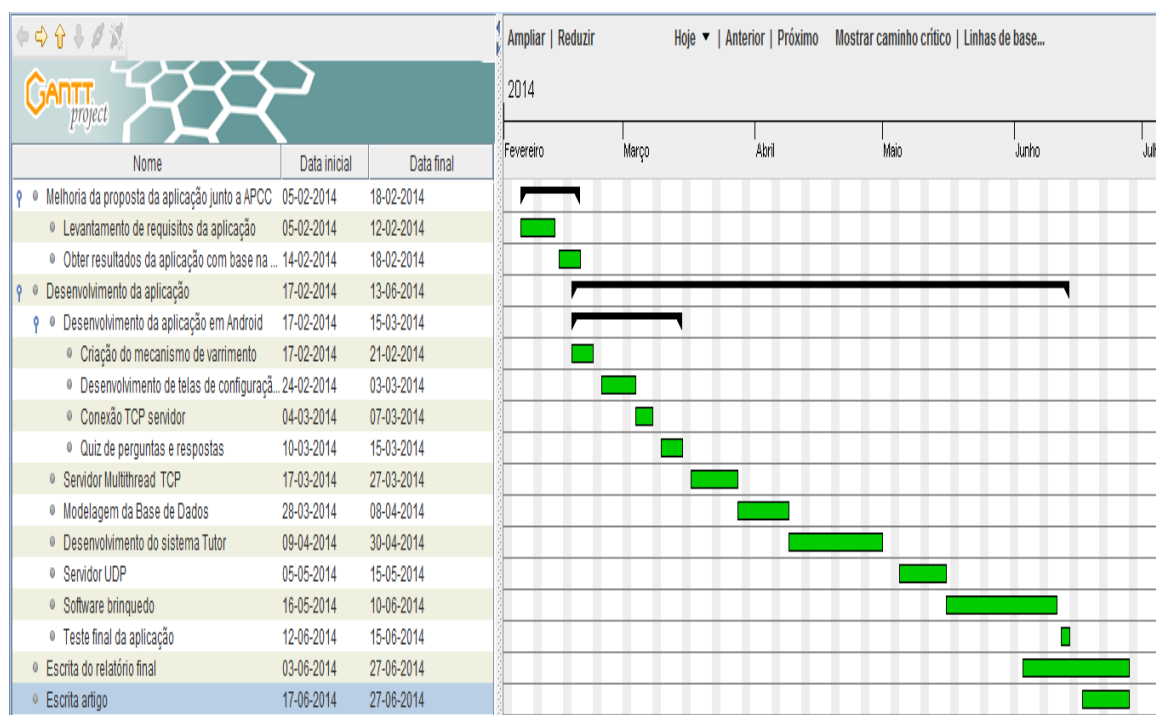 Ampliar | Reduzir Hoje ▼ | Anterior | Próximo Mostrar caminho crítico | Linhas de base...
GANTT
project
2014
Fevereiro Março Abril Maio Junho Jul
Nome Data inicial Data final
Melhoria da proposta da aplicação junto a APCC 05-02-2014 18-02-2014
Levantamento de requisitos da aplicação 05-02-2014 12-02-2014
Obter resultados da aplicação com base na ... 14-02-2014 18-02-2014
Desenvolvimento da aplicação 17-02-2014 13-06-2014
Desenvolvimento da aplicação em Android 17-02-2014 15-03-2014
Criação do mecanismo de varrimento 17-02-2014 21-02-2014
Desenvolvimento de telas de configuraçã... 24-02-2014 03-03-2014
Conexão TCP servidor 04-03-2014 07-03-2014
Quiz de perguntas e respostas 10-03-2014 15-03-2014
Servidor Multithread TCP 17-03-2014 27-03-2014
Modelagem da Base de Dados 28-03-2014 08-04-2014
Desenvolvimento do sistema Tutor 09-04-2014 30-04-2014
Servidor UDP 05-05-2014 15-05-2014
Software brinquedo 16-05-2014 10-06-2014
Teste final da aplicação 12-06-2014 15-06-2014
Escrita do relatório final 03-06-2014 27-06-2014
Escrita artigo 17-06-2014 27-06-2014